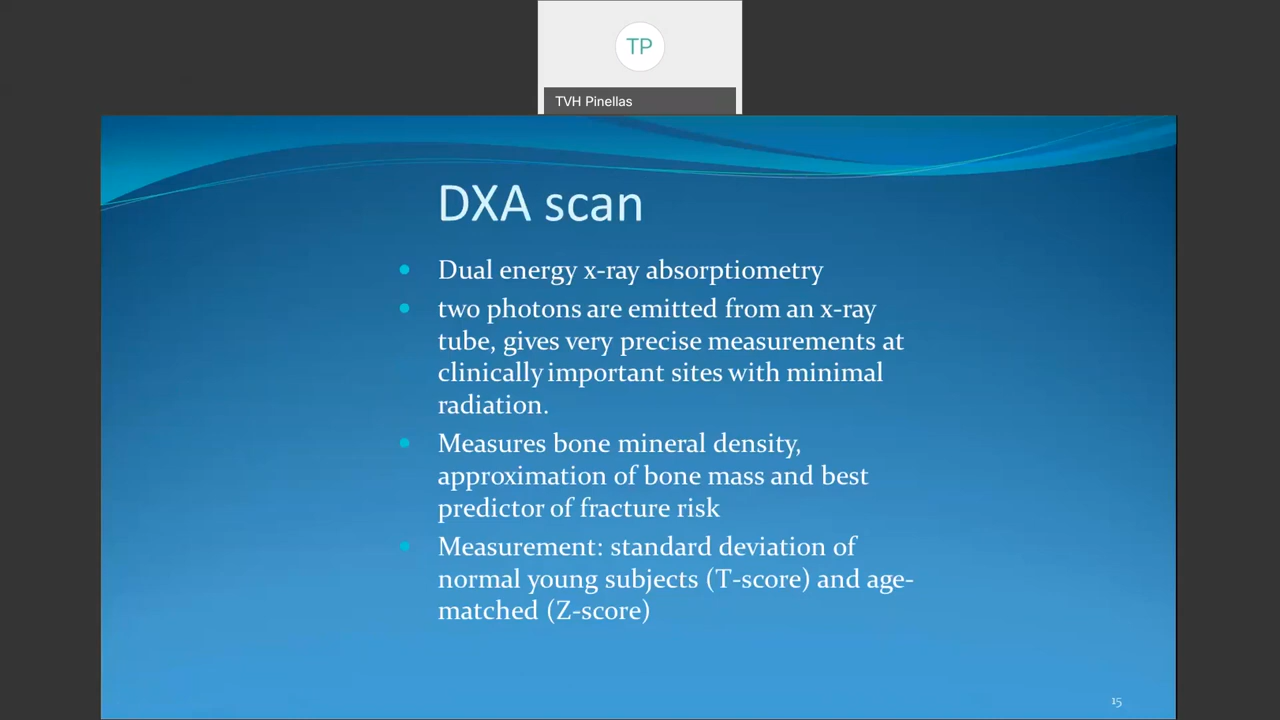 TP
TVH Pinellas
DXA scan
• Dual energy x-ray absorptiometry
• two photons are emitted from an x-ray
tube, gives very precise measurements at
clinically important sites with minimal
radiation.
• Measures bone mineral density,
approximation of bone mass and best
predictor of fracture risk
• Measurement: standard deviation of
normal young subjects (T-score) and age-
matched (Z-score)
15